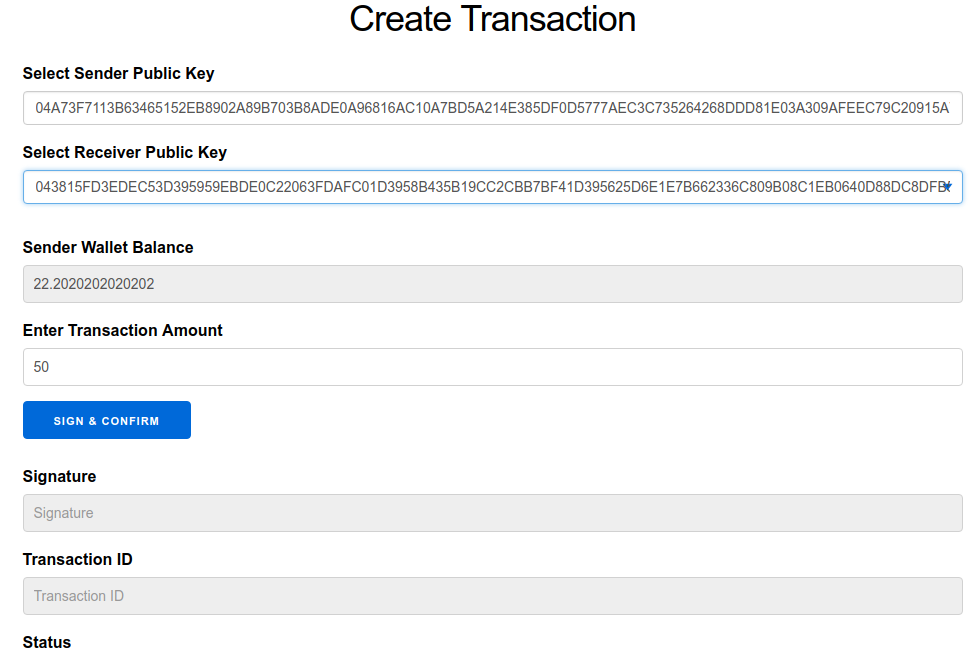 Create Transaction
Select Sender Public Key
04A73F7113B63465152EB8902A89B703B8ADE0A96816AC10A7BD5A214E385DF0D5777AEC3C735264268DDD81E03A309AFEEC79C20915A
Select Receiver Public Key
043815FD3EDEC53D395959EBDE0C22063FDAFC01D3958B435B19CC2CBB7BF41D395625D6E1E7B662336C809B08C1EB0640D88DC8DFB
Sender Wallet Balance
22.2020202020202
Enter Transaction Amount
50
SIGN & CONFIRM
Signature
Signature
Transaction ID
Transaction ID
Status